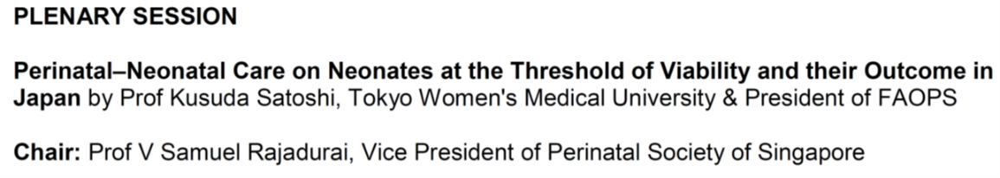 PLENARY SESSION
Perinatal–Neonatal Care on Neonates at the Threshold of Viability and their Outcome in
Japan by Prof Kusuda Satoshi, Tokyo Women's Medical University & President of FAOPS
Chair: Prof V Samuel Rajadurai, Vice President of Perinatal Society of Singapore